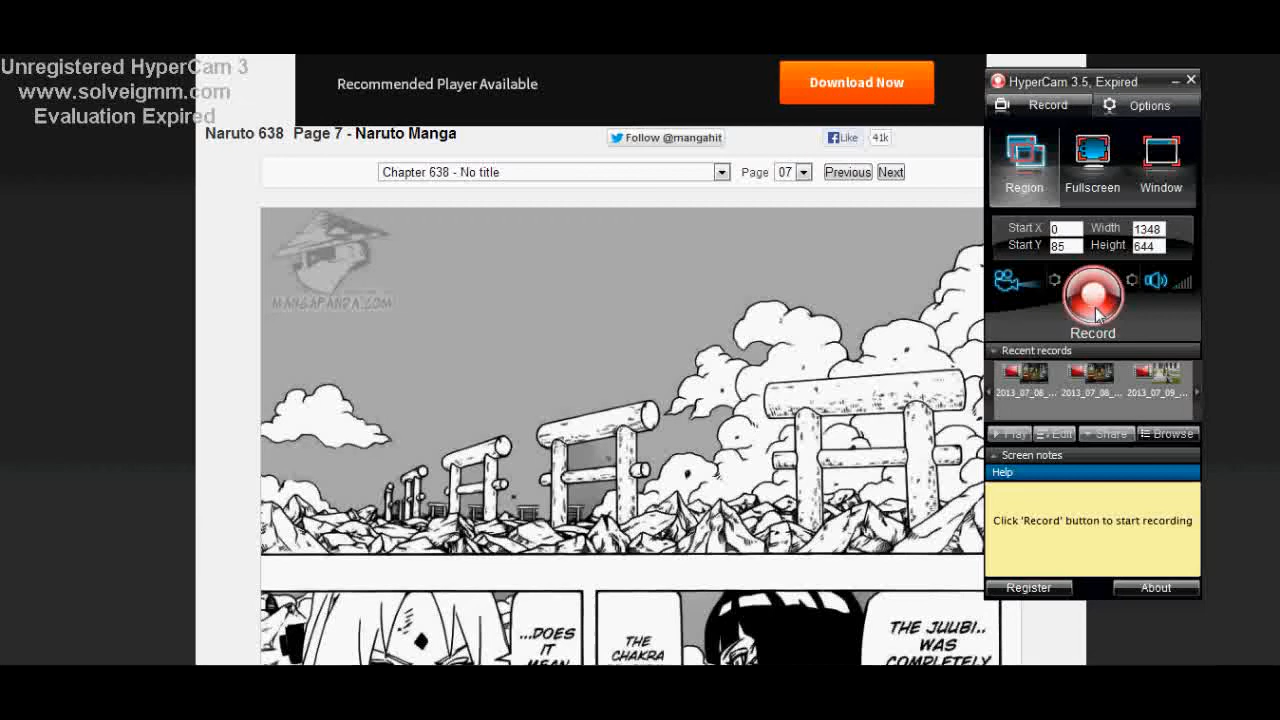 Unregistered HyperCam 3
www.solveigmm.com
Evaluation Expired
Recommended Player Available
Download Now
Naruto 638 Page 7 - Naruto Manga
Follow @mangahit
Like
41k
Chapter 638 - No title
Page
07
Previous
Next
MANGAPANDA.COM
...DOES
IT
MEAN
THE
CHAKRA
THE JUUBI..
WAS
COMPLETELY
HyperCam 3.5, Expired
Record
Options
Region
Fullscreen
Window
Start X 0 Width 1348
Start Y 85 Height 644
Record
Recent records
2013_07_08_...
2013_07_08_...
2013_07_09_...
Play
Edit
Share
Browse
Screen notes
Help
Click 'Record' button to start recording
Register
About